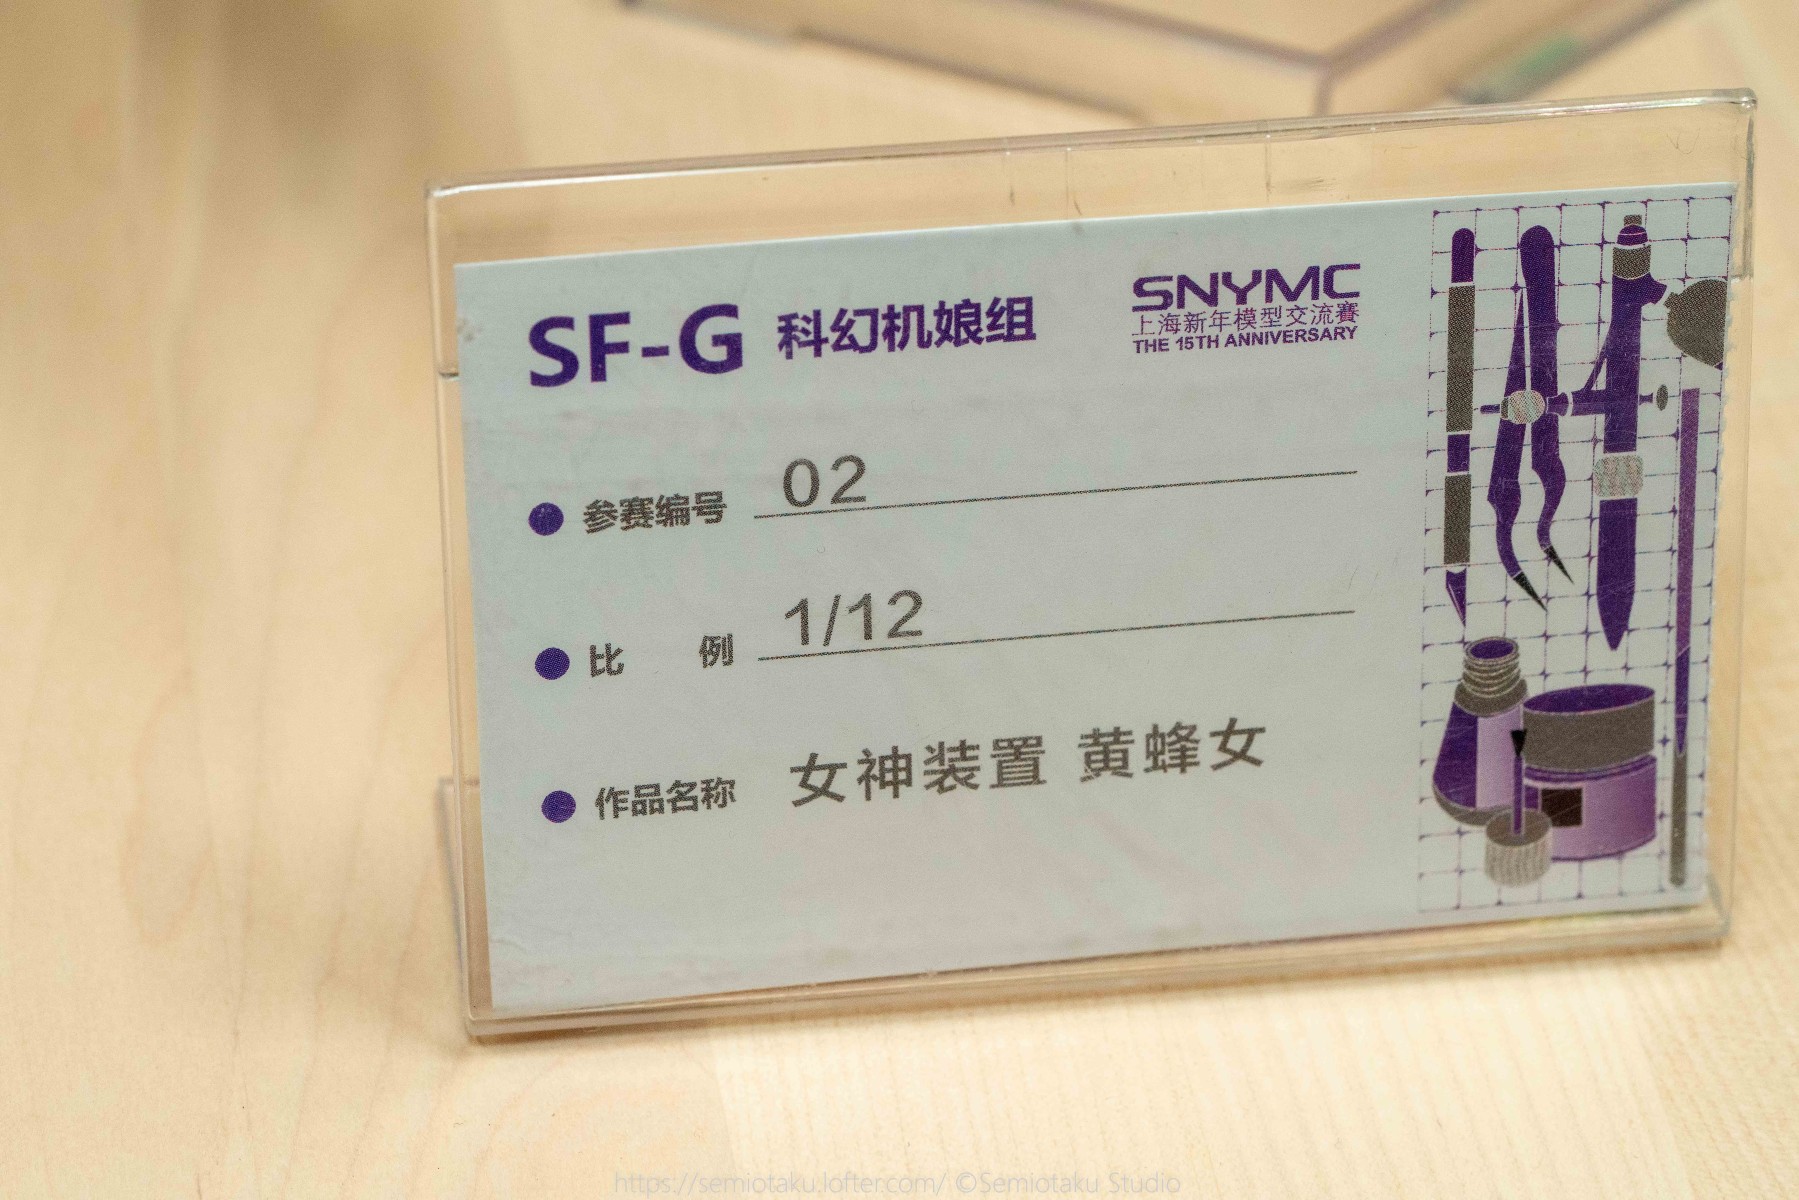 SF-G 科幻机娘组
SNYMC
上海新年模型交流賽
THE 15TH ANNIVERSARY
参赛编号 02
比 例 1/12
作品名称 女神装置 黄蜂女
https://semiotaku.lofter.com/ ©Semiotaku Studio